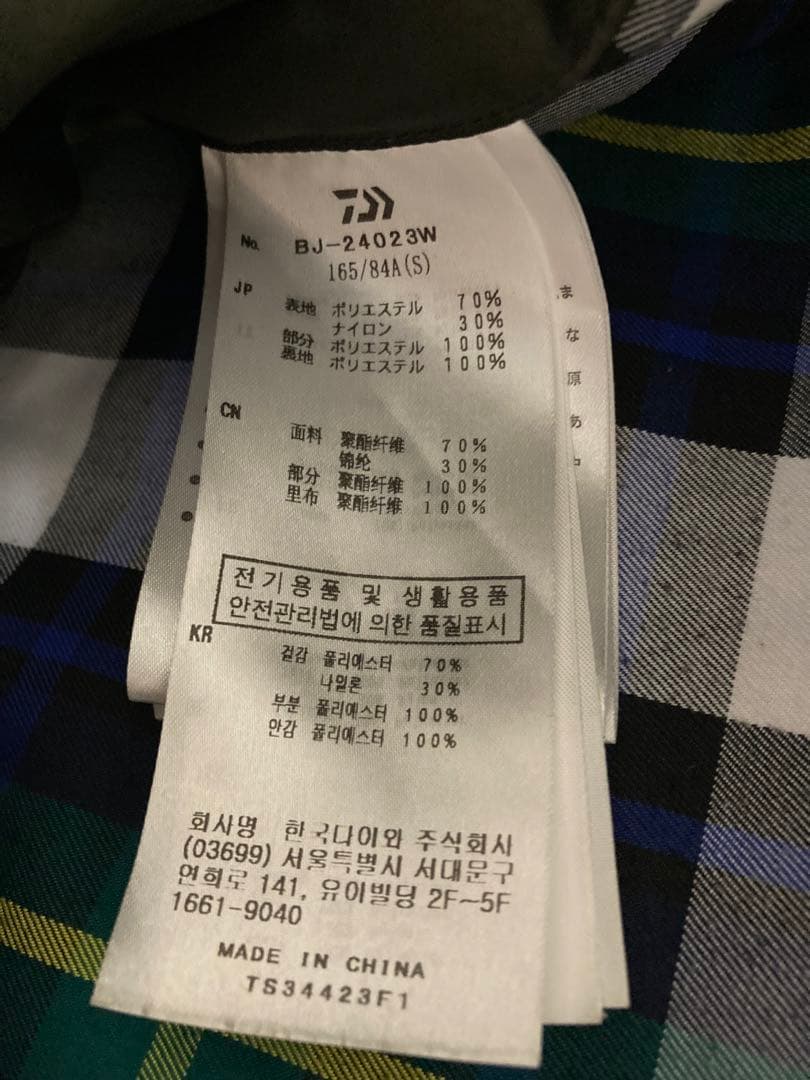 No. BJ-24023W
165/84A(S)
JP
表地 ポリエステル 70%
ナイロン 30%
部分 ポリエステル 100%
裏地 ポリエステル 100%
CN
面料 聚酯纤维 70%
锦纶 30%
部分 聚酯纤维 100%
里布 聚酯纤维 100%
전기용품 및 생활용품
안전관리법에 의한 품질표시
KR
겉감 폴리에스터 70%
나일론 30%
부분 폴리에스터 100%
안감 폴리에스터 100%
회사명 한국다이와 주식회사
(03699) 서울특별시 서대문구
연희로 141, 유이빌딩 2F~5F
1661-9040
MADE IN CHINA
TS34423F1
ま
な
原
あ